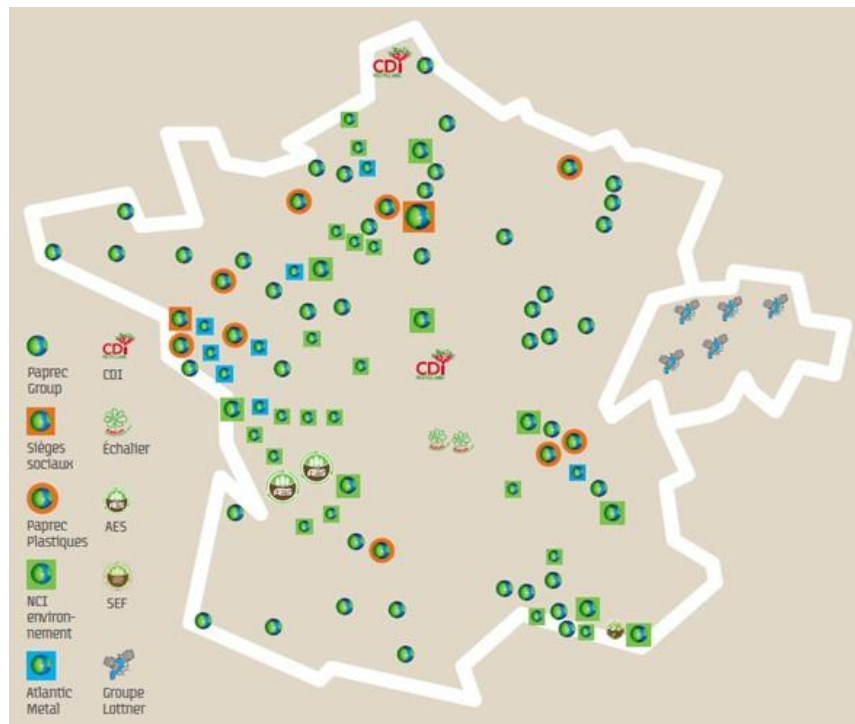 CDI
CDI
Paprec
Group
CDI
Sièges
sociaux
Échalier
Paprec
Plastiques
AES
NCI
environ-
nement
SEF
Atlantic
Metal
Groupe
Lottner